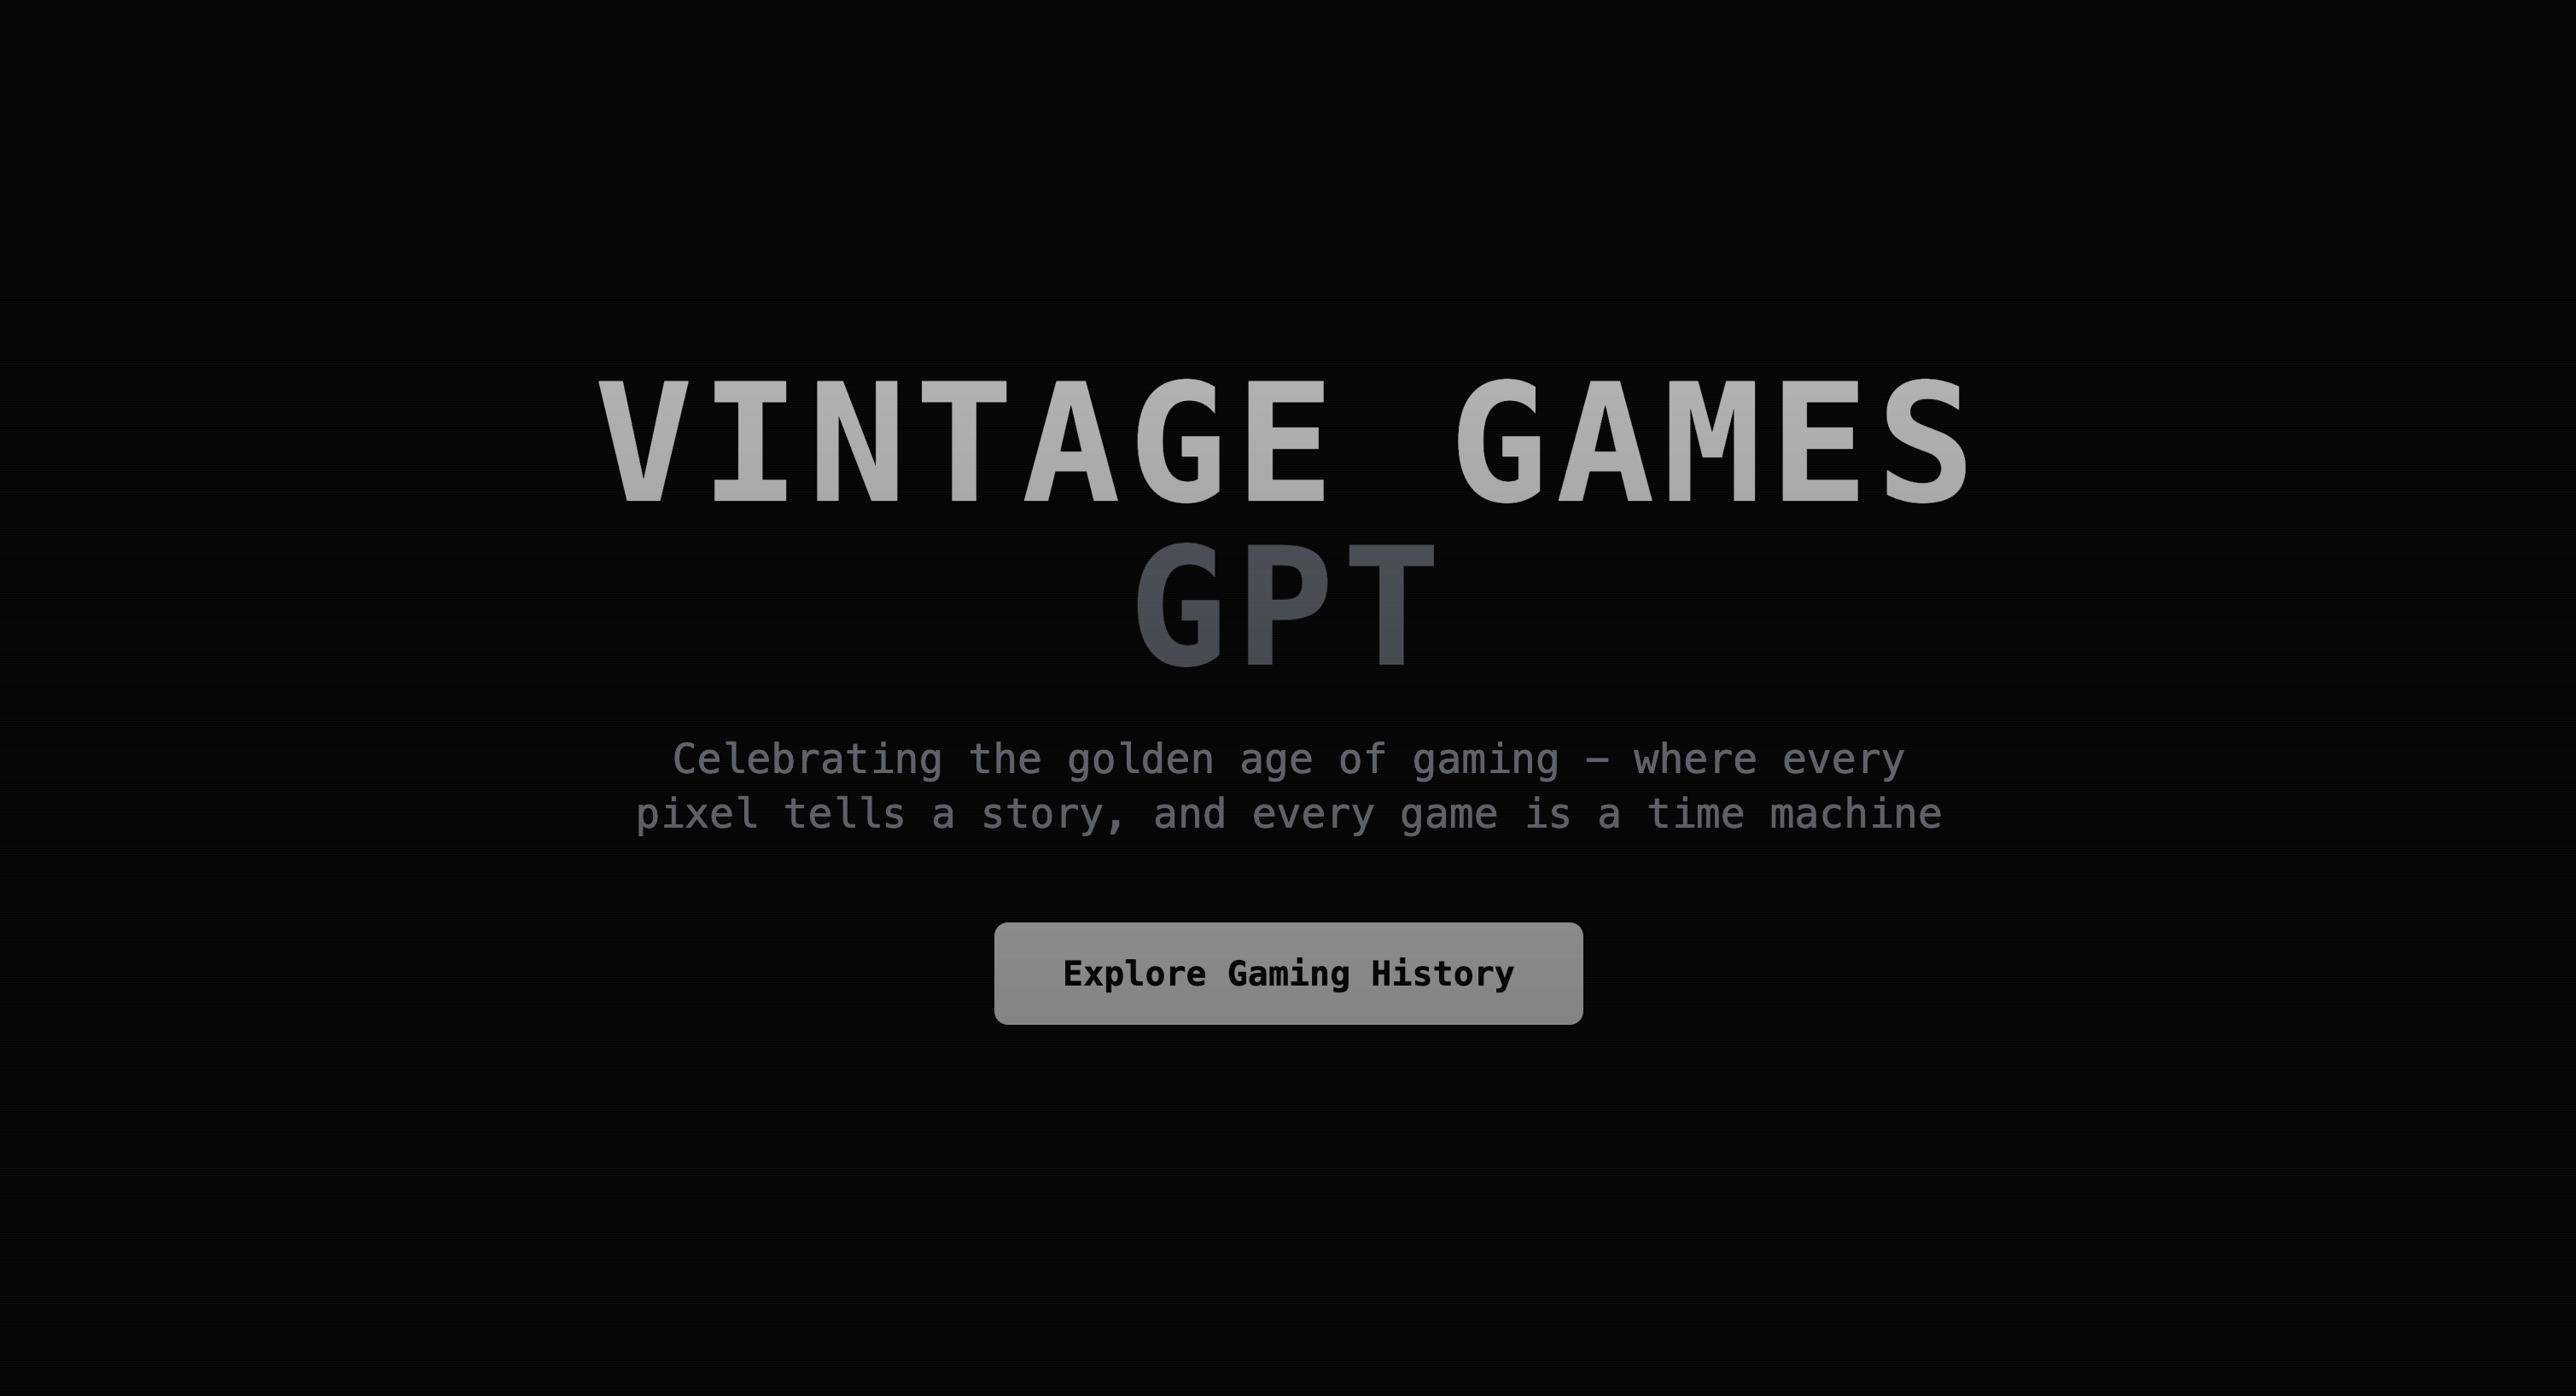 VINTAGE GAMES
GPT
Celebrating the golden age of gaming — where every
pixel tells a story, and every game is a time machine
Explore Gaming History